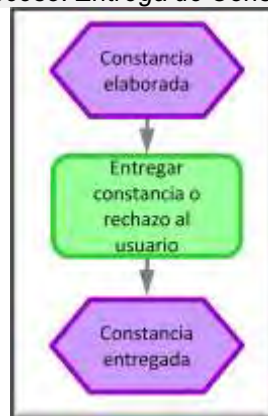 Constancia
elaborada
Entregar
constancia o
rechazo al
usuario
Constancia
entregada